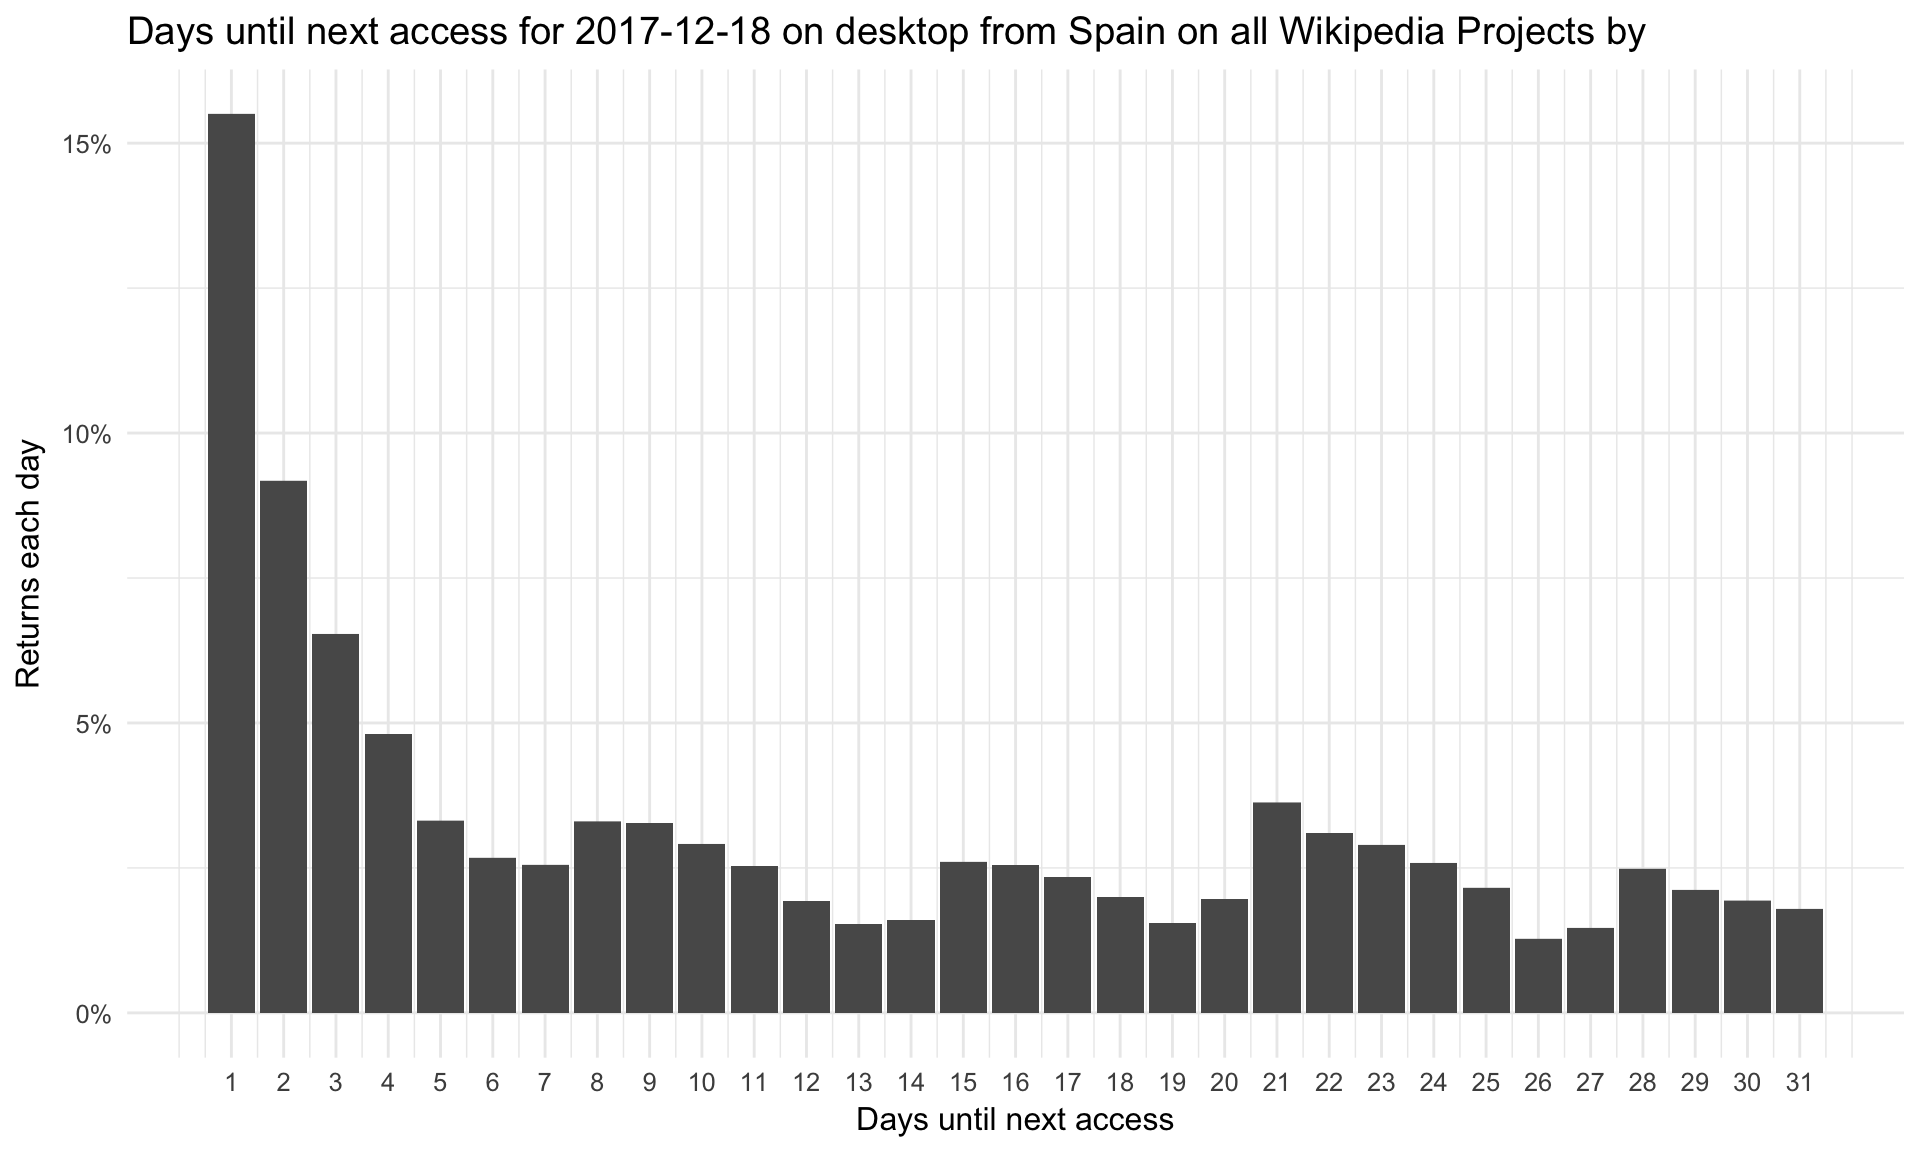 Days until next access for 2017-12-18 on desktop from Spain on all Wikipedia Projects by
15%
10%
5%
0%
Returns each day
1 2 3 4 5 6 7 8 9 10 11 12 13 14 15 16 17 18 19 20 21 22 23 24 25 26 27 28 29 30 31
Days until next access